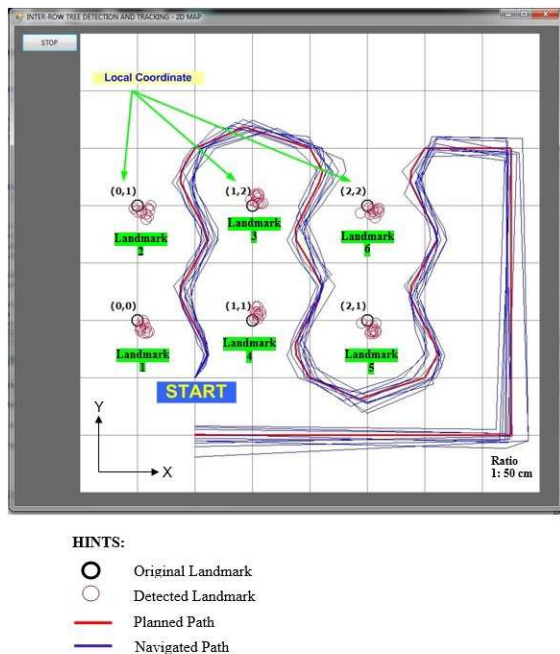 INTER-ROW TREE DETECTION AND TRACKING - 2D MAP
STOP
Local Coordinate
(0,1)
(1,2)
(2,2)
Landmark
2
Landmark
3
Landmark
6
(0,0)
(1,1)
(2,1)
Landmark
1
Landmark
4
Landmark
5
START
Y
X
Ratio
1: 50 cm
HINTS:
Original Landmark
Detected Landmark
Planned Path
Navigated Path